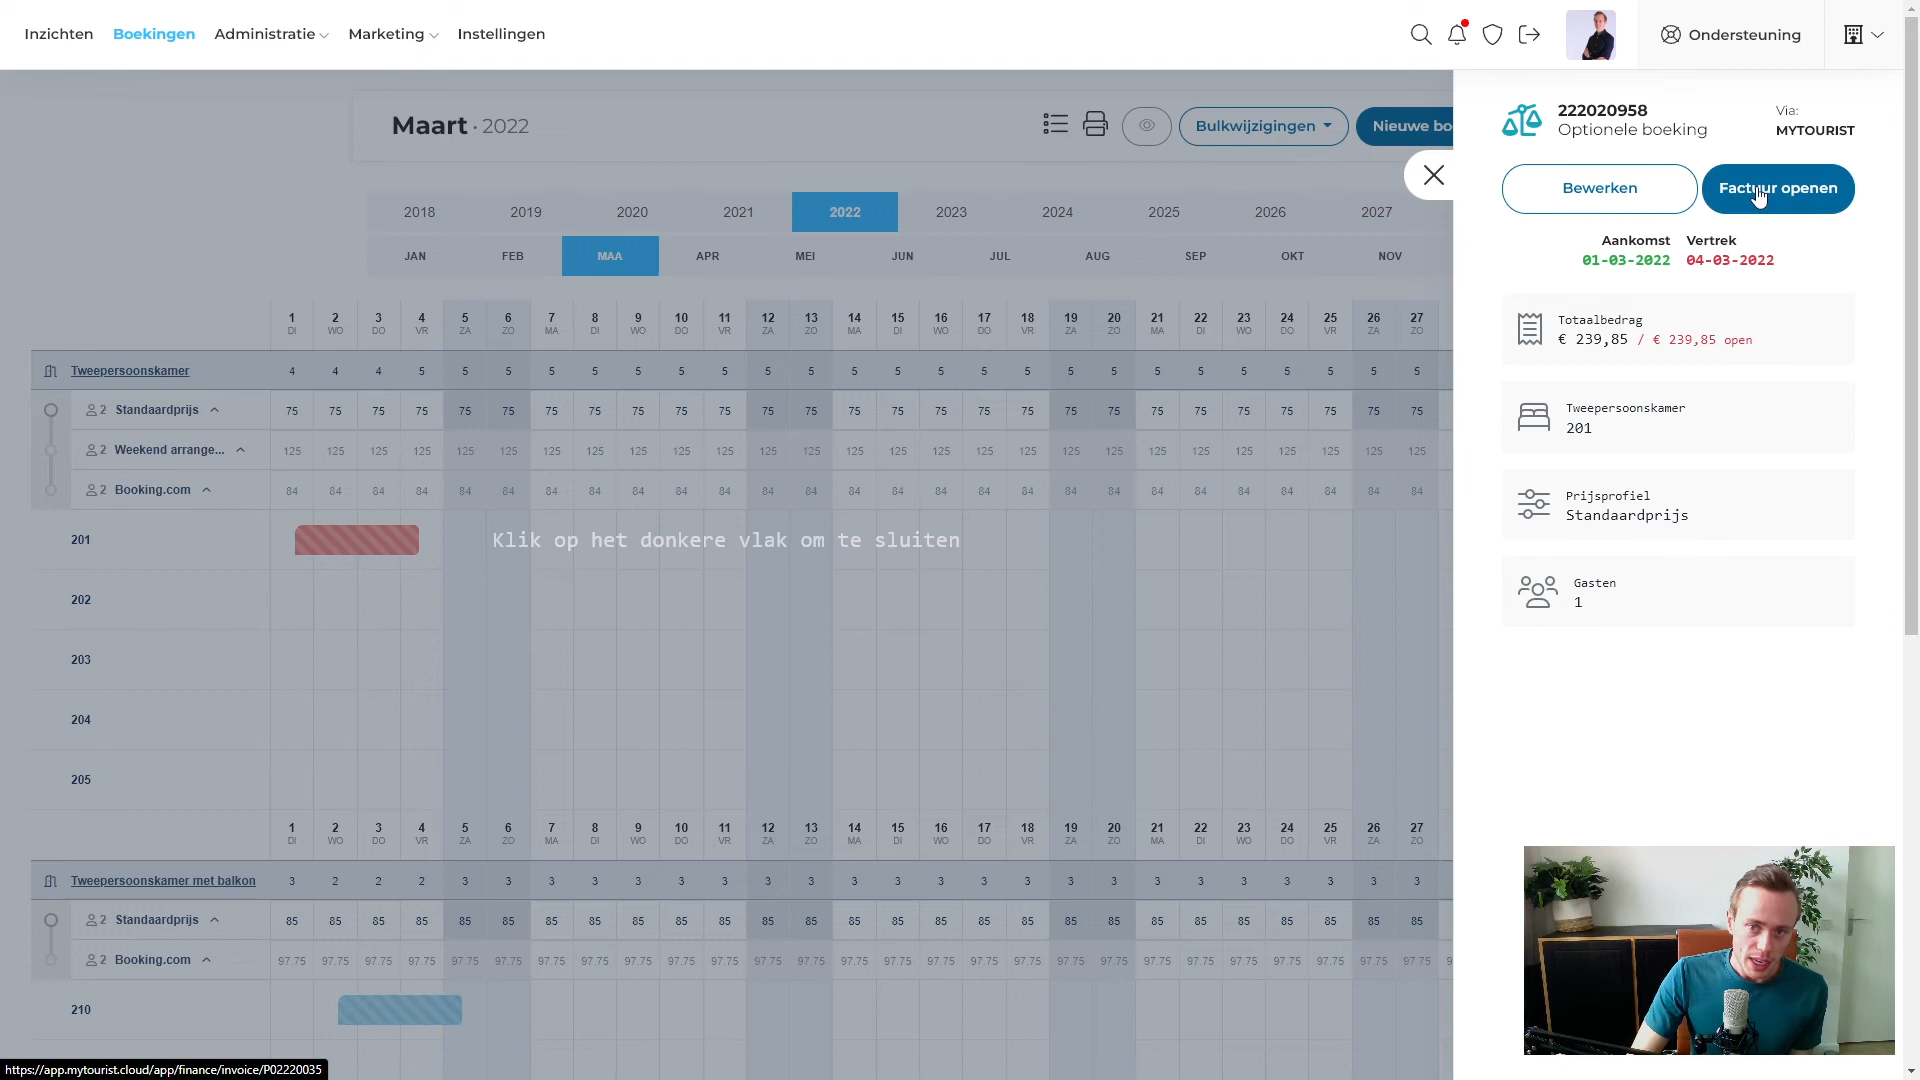 Inzichten Boekingen Administratie Marketing Instellingen Ondersteuning
Maart · 2022 Bulkwijzigingen Nieuwe bo
2018 2019 2020 2021 2022 2023 2024 2025 2026 2027
JAN FEB MAA APR MEI JUN JUL AUG SEP OKT NOV
1 2 3 4 5 6 7 8 9 10 11 12 13 14 15 16 17 18 19 20 21 22 23 24 25 26 27
DI WO DO VR ZA ZO MA DI WO DO VR ZA ZO MA DI WO DO VR ZA ZO MA DI WO DO VR ZA ZO
Tweepersoonskamer 4 4 4 5 5 5 5 5 5 5 5 5 5 5 5 5 5 5 5 5 5 5 5 5 5 5 5
2 Standaardprijs 75 75 75 75 75 75 75 75 75 75 75 75 75 75 75 75 75 75 75 75 75 75 75 75 75 75 75
2 Weekend arrange... 125 125 125 125 125 125 125 125 125 125 125 125 125 125 125 125 125 125 125 125 125 125 125 125 125 125 125
2 Booking.com 84 84 84 84 84 84 84 84 84 84 84 84 84 84 84 84 84 84 84 84 84 84 84 84 84 84 84
201 Klik op het donkere vlak om te sluiten
202
203
204
205
1 2 3 4 5 6 7 8 9 10 11 12 13 14 15 16 17 18 19 20 21 22 23 24 25 26 27
DI WO DO VR ZA ZO MA DI WO DO VR ZA ZO MA DI WO DO VR ZA ZO MA DI WO DO VR ZA ZO
Tweepersoonskamer met balkon 3 2 2 2 3 3 3 3 3 3 3 3 3 3 3 3 3 3 3 3 3 3 3 3 3 3 3
2 Standaardprijs 85 85 85 85 85 85 85 85 85 85 85 85 85 85 85 85 85 85 85 85 85 85 85 85 85 85 85
2 Booking.com 97.75 97.75 97.75 97.75 97.75 97.75 97.75 97.75 97.75 97.75 97.75 97.75 97.75 97.75 97.75 97.75 97.75 97.75 97.75 97.75 97.75 97.75 97.75 97.75 97.75 97.75 97.75 9
210
222020958 Via:
Optionele boeking MYTOURIST
Bewerken Factuur openen
Aankomst Vertrek
01-03-2022 04-03-2022
Totaalbedrag
€ 239,85 / € 239,85 open
Tweepersoonskamer
201
Prijsprofiel
Standaardprijs
Gasten
1
https://app.mytourist.cloud/app/finance/invoice/P02220035